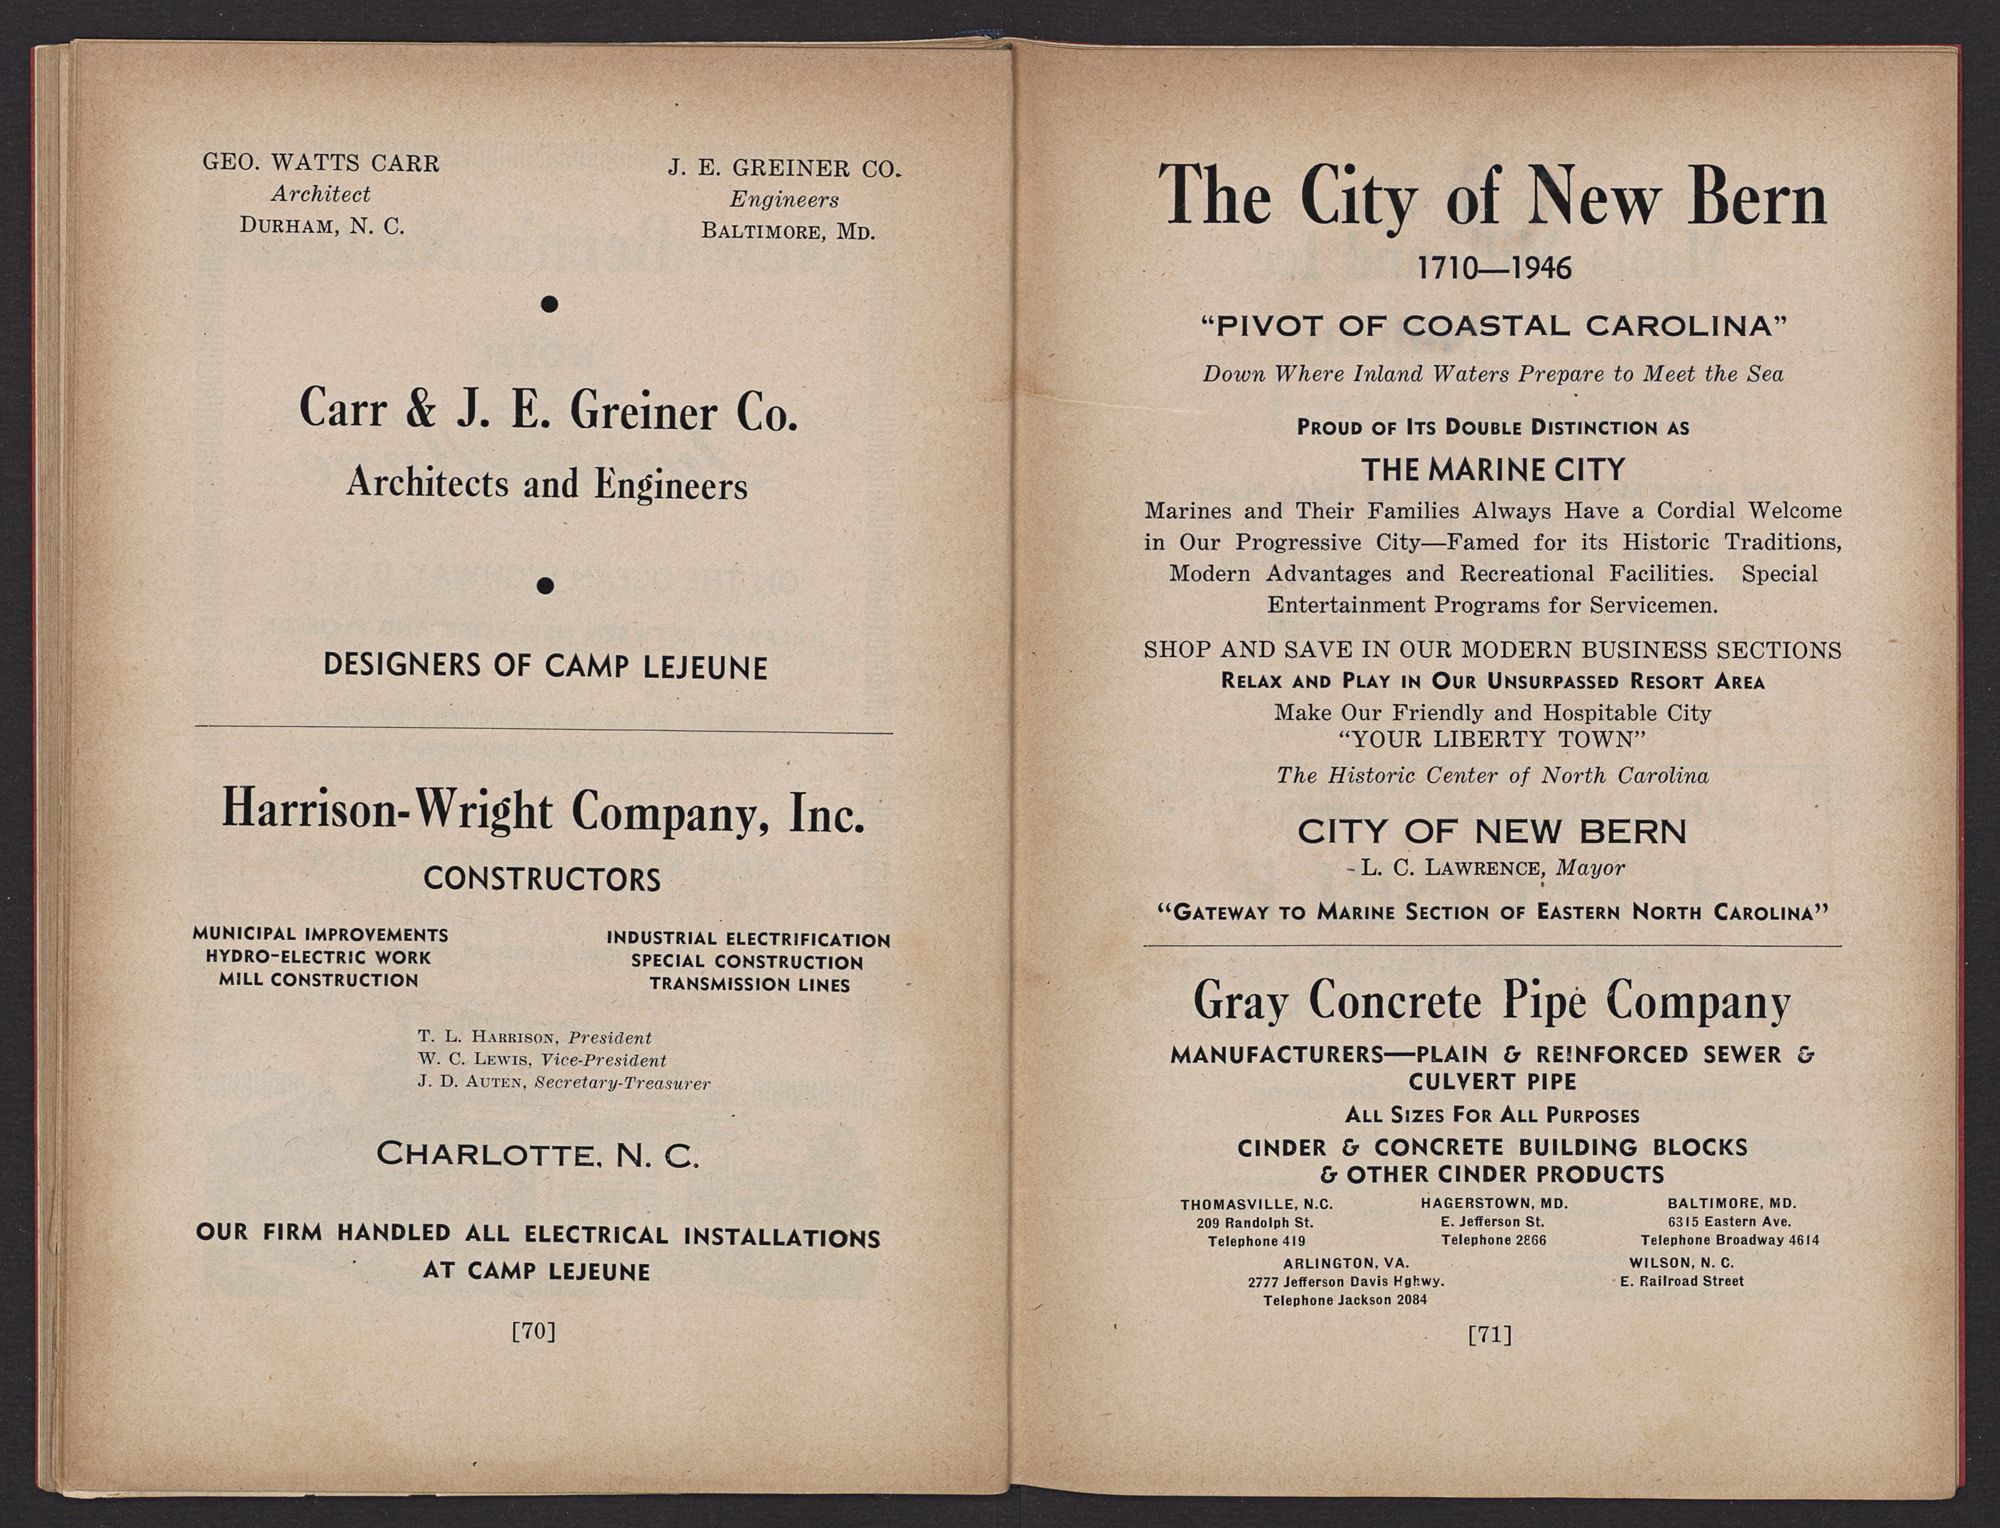 GEO. WATTS CARR
Architect
DURHAM, N. C.
J. E. GREINER CO.
Engineers
BALTIMORE, MD.
Carr & J. E. Greiner Co.
Architects and Engineers
DESIGNERS OF CAMP LEJEUNE
Harrison-Wright Company, Inc.
CONSTRUCTORS
MUNICIPAL IMPROVEMENTS
HYDRO-ELECTRIC WORK
MILL CONSTRUCTION
INDUSTRIAL ELECTRIFICATION
SPECIAL CONSTRUCTION
TRANSMISSION LINES
T. L. HARRISON, President
W. C. LEWIS, Vice-President
J. D. AUTEN, Secretary-Treasurer
CHARLOTTE, N. C.
OUR FIRM HANDLED ALL ELECTRICAL INSTALLATIONS
AT CAMP LEJEUNE
[70]
The City of New Bern
1710—1946
"PIVOT OF COASTAL CAROLINA"
Down Where Inland Waters Prepare to Meet the Sea
PROUD OF ITS DOUBLE DISTINCTION AS
THE MARINE CITY
Marines and Their Families Always Have a Cordial Welcome
in Our Progressive City—Famed for its Historic Traditions,
Modern Advantages and Recreational Facilities. Special
Entertainment Programs for Servicemen.
SHOP AND SAVE IN OUR MODERN BUSINESS SECTIONS
RELAX AND PLAY IN OUR UNSURPASSED RESORT AREA
Make Our Friendly and Hospitable City
"YOUR LIBERTY TOWN"
The Historic Center of North Carolina
CITY OF NEW BERN
L. C. LAWRENCE, Mayor
"GATEWAY TO MARINE SECTION OF EASTERN NORTH CAROLINA"
Gray Concrete Pipe Company
MANUFACTURERS—PLAIN & REINFORCED SEWER &
CULVERT PIPE
ALL SIZES FOR ALL PURPOSES
CINDER & CONCRETE BUILDING BLOCKS
& OTHER CINDER PRODUCTS
THOMASVILLE, N.C.
209 Randolph St.
Telephone 419
HAGERSTOWN, MD.
E. Jefferson St.
Telephone 2866
BALTIMORE, MD.
6315 Eastern Ave.
Telephone Broadway 4614
ARLINGTON, VA.
2777 Jefferson Davis Hghwy.
Telephone Jackson 2084
WILSON, N. C.
E. Railroad Street
[71]